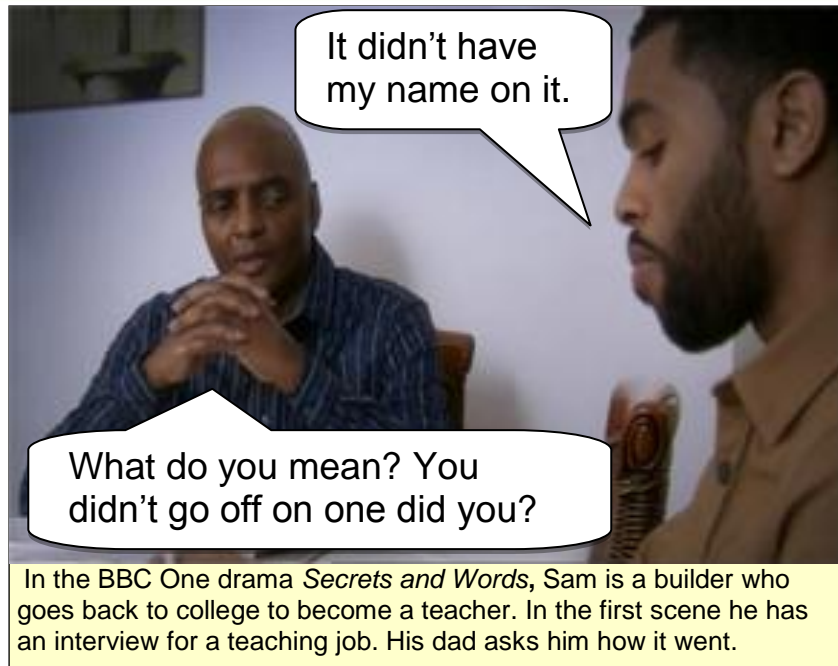 It didn’t have
my name on it.
What do you mean? You
didn’t go off on one did you?
In the BBC One drama Secrets and Words, Sam is a builder who
goes back to college to become a teacher. In the first scene he has
an interview for a teaching job. His dad asks him how it went.